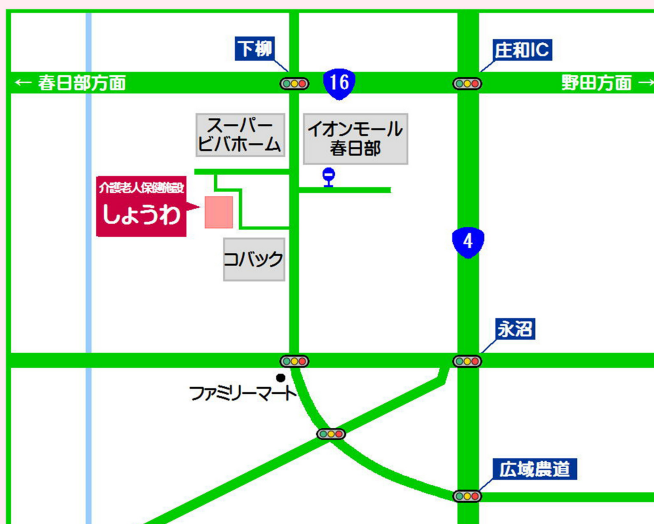 下柳
庄和IC
← 春日部方面
16
野田方面 →
スーパー
ビバホーム
イオンモール
春日部
介護老人保健施設
しょうわ
4
コバック
永沼
ファミリーマート
広域農道